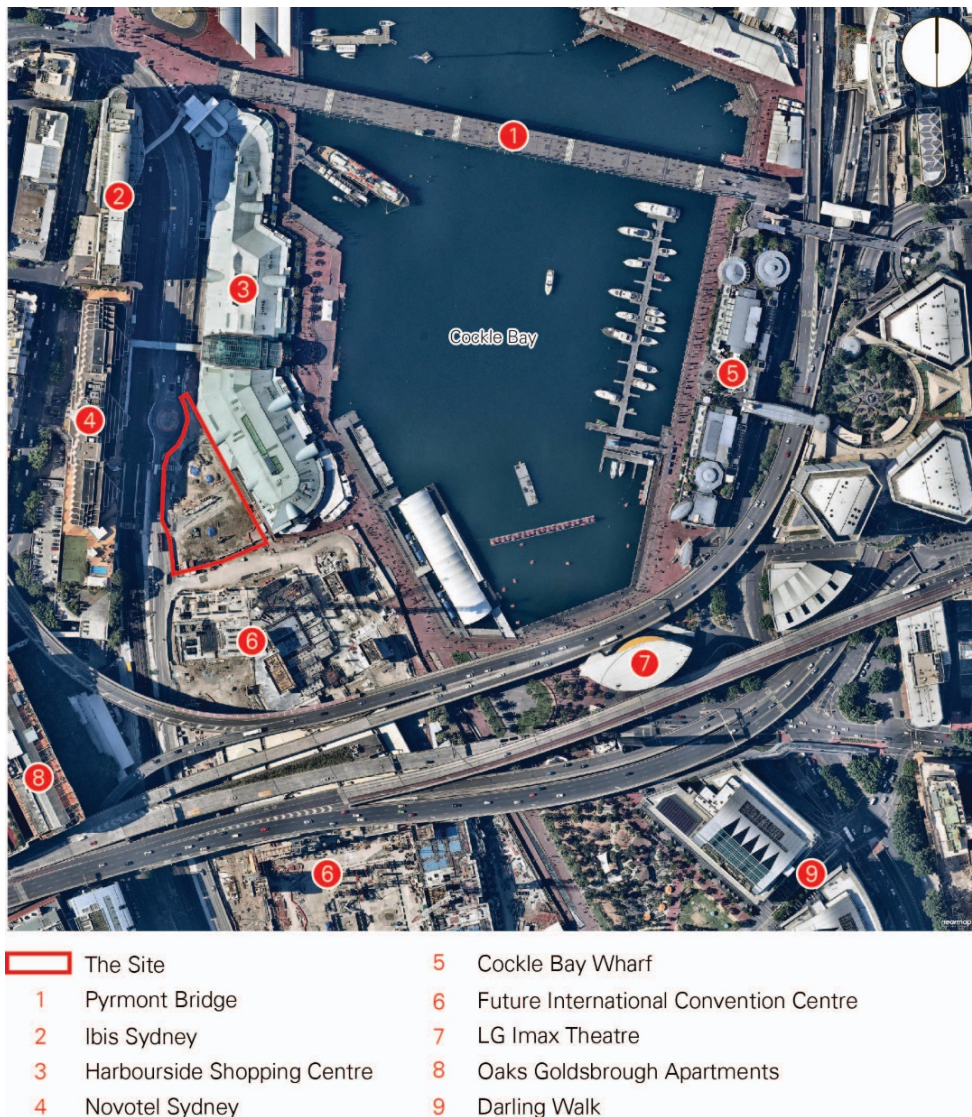 1
2
3
Cockle Bay
5
4
6
7
8
6
9
nearmap
The Site
1 Pyrmont Bridge
2 Ibis Sydney
3 Harbourside Shopping Centre
4 Novotel Sydney
5 Cockle Bay Wharf
6 Future International Convention Centre
7 LG Imax Theatre
8 Oaks Goldsbrough Apartments
9 Darling Walk